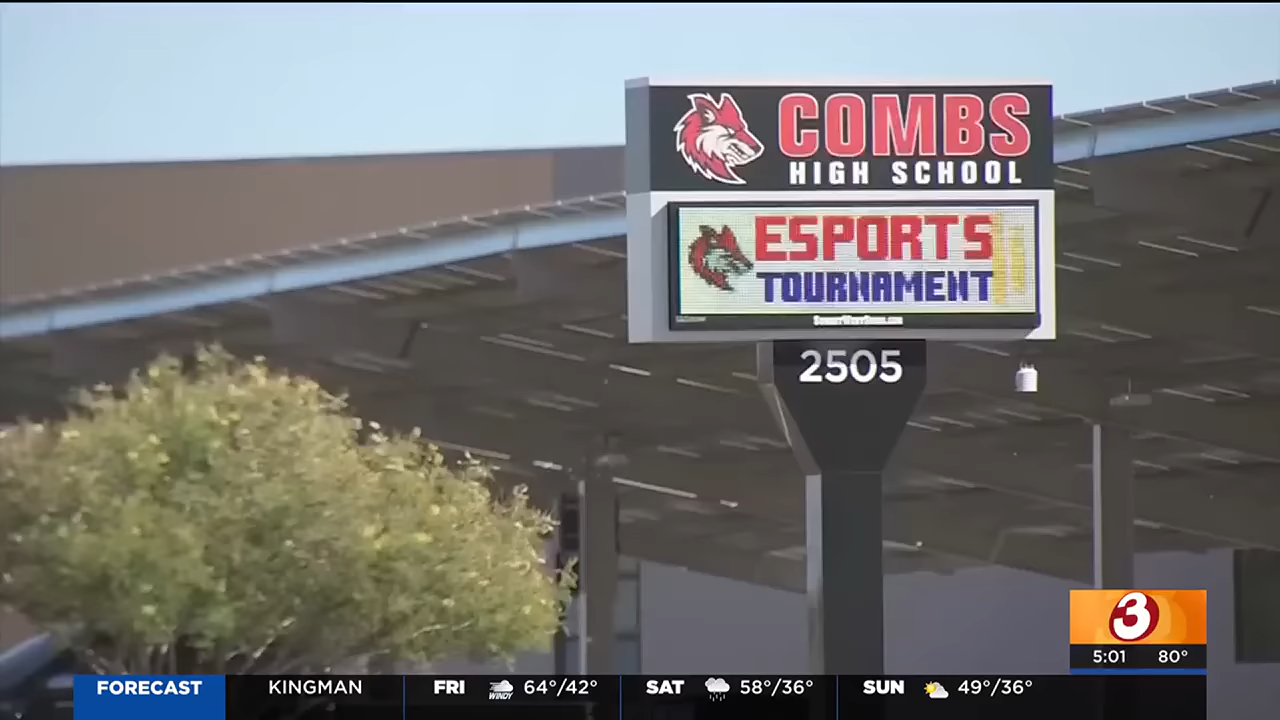 COMBS
HIGH SCHOOL
ESPORTS
TOURNAMENT
2505
3
5:01 80°
FORECAST KINGMAN FRI WINDY 64°/42° SAT 58°/36° SUN 49°/36°